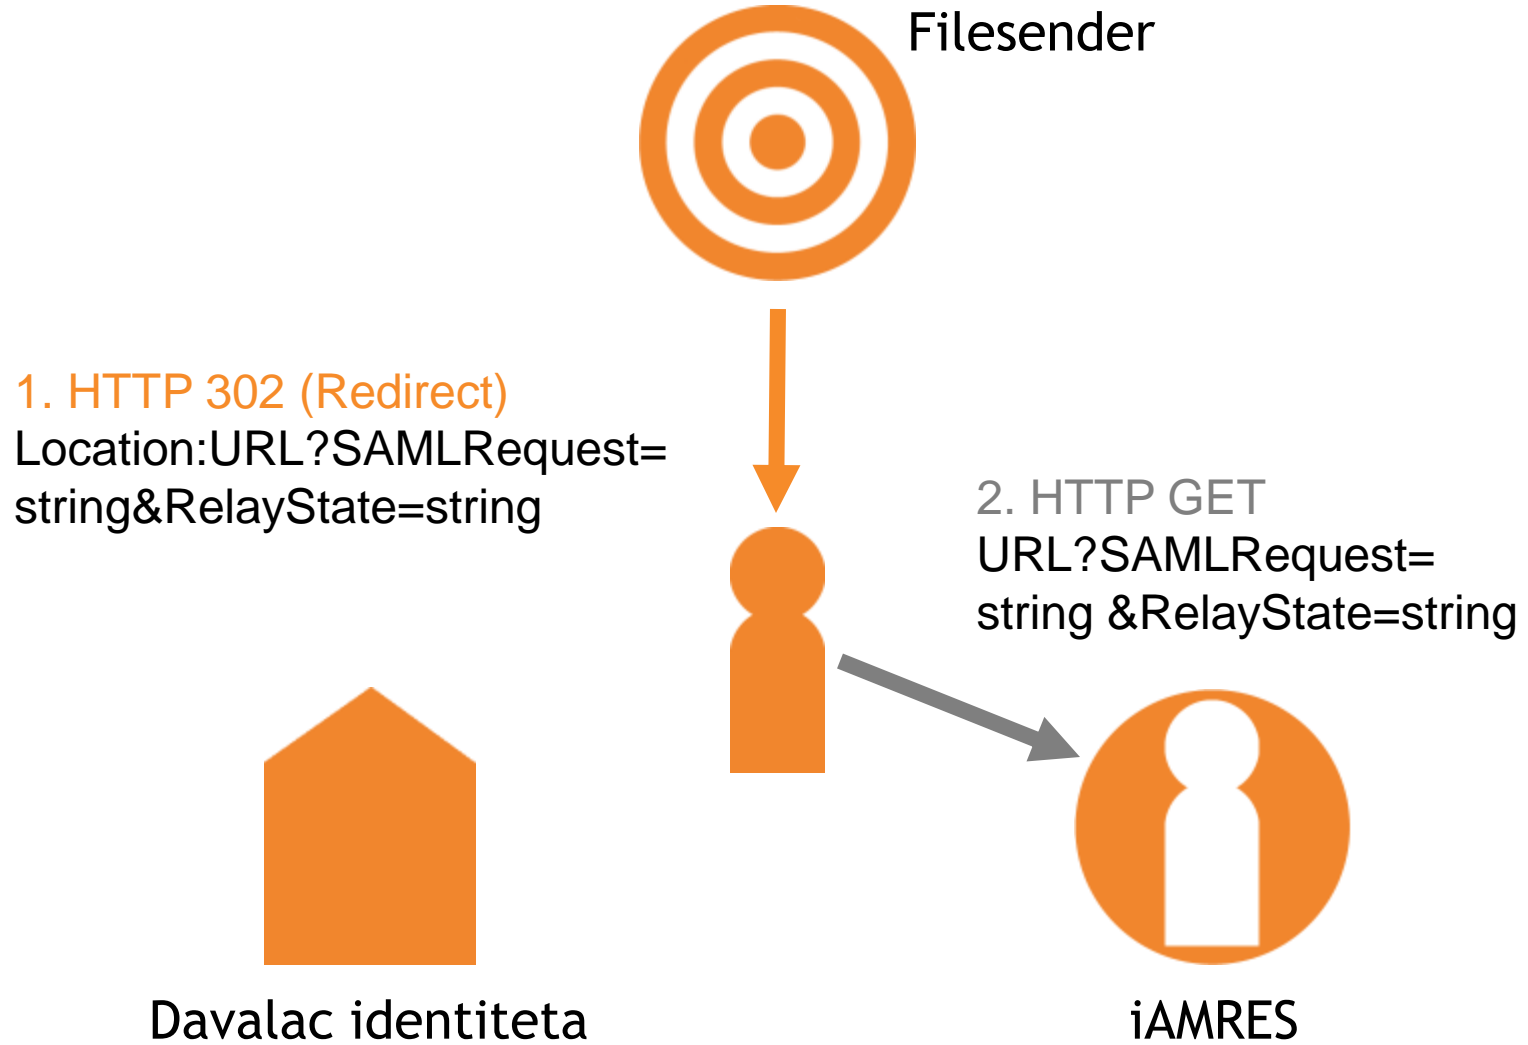 Filesender
1. HTTP 302 (Redirect)
Location:URL?SAMLRequest=
string&RelayState=string
2. HTTP GET
URL?SAMLRequest=
string &RelayState=string
Davalac identiteta
iAMRES